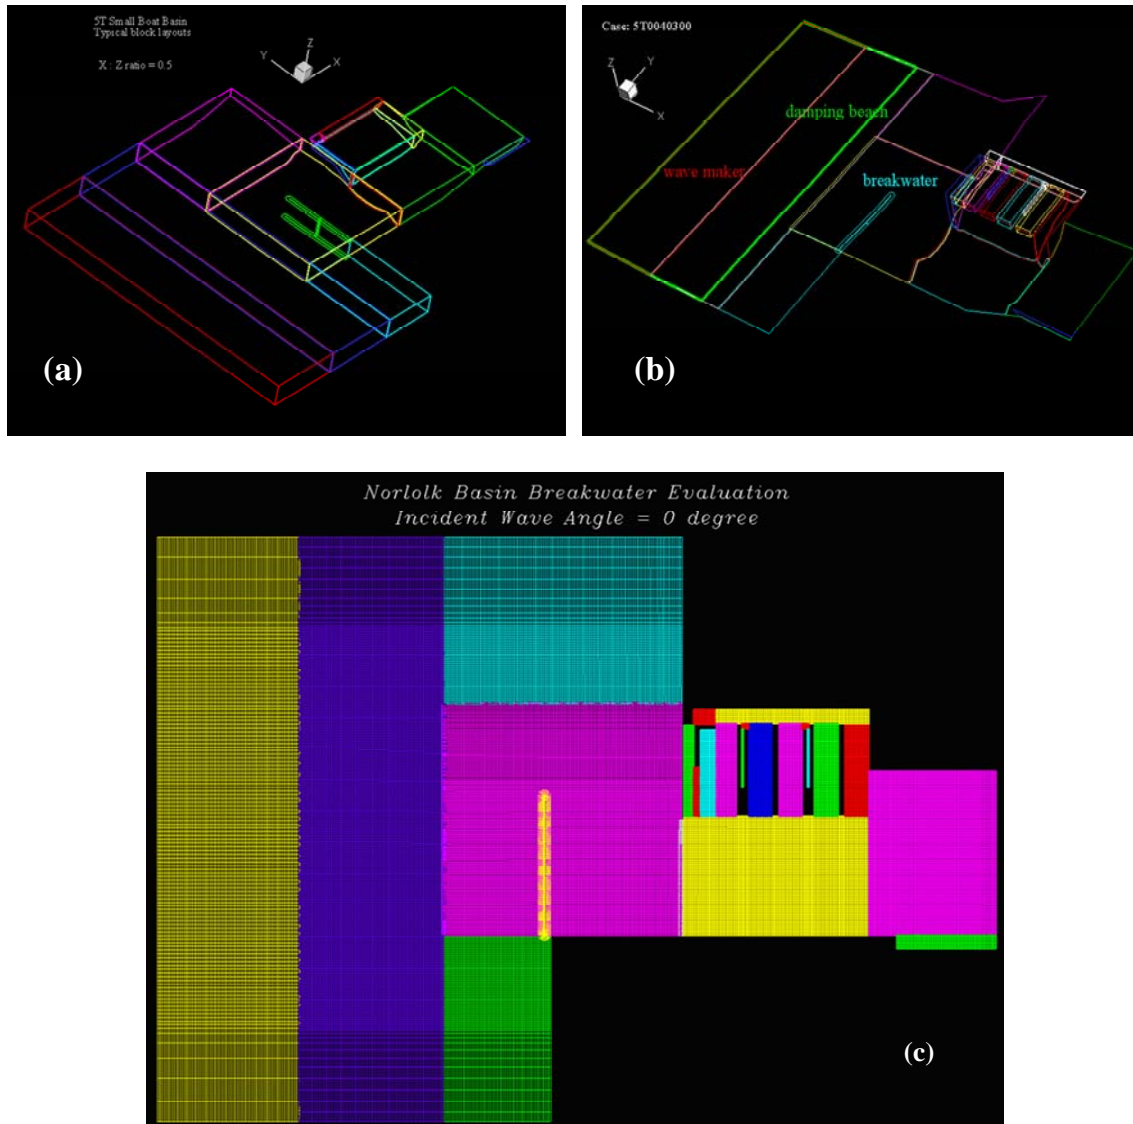 5T Small Boat Basin
Typical block layouts
X : Z ratio = 0.5
Z
Y
X
(a)
Case: 5T0040300
Z
Y
X
damping beach
wave maker
breakwater
(b)
Norlolk Basin Breakwater Evaluation
Incident Wave Angle = 0 degree
(c)